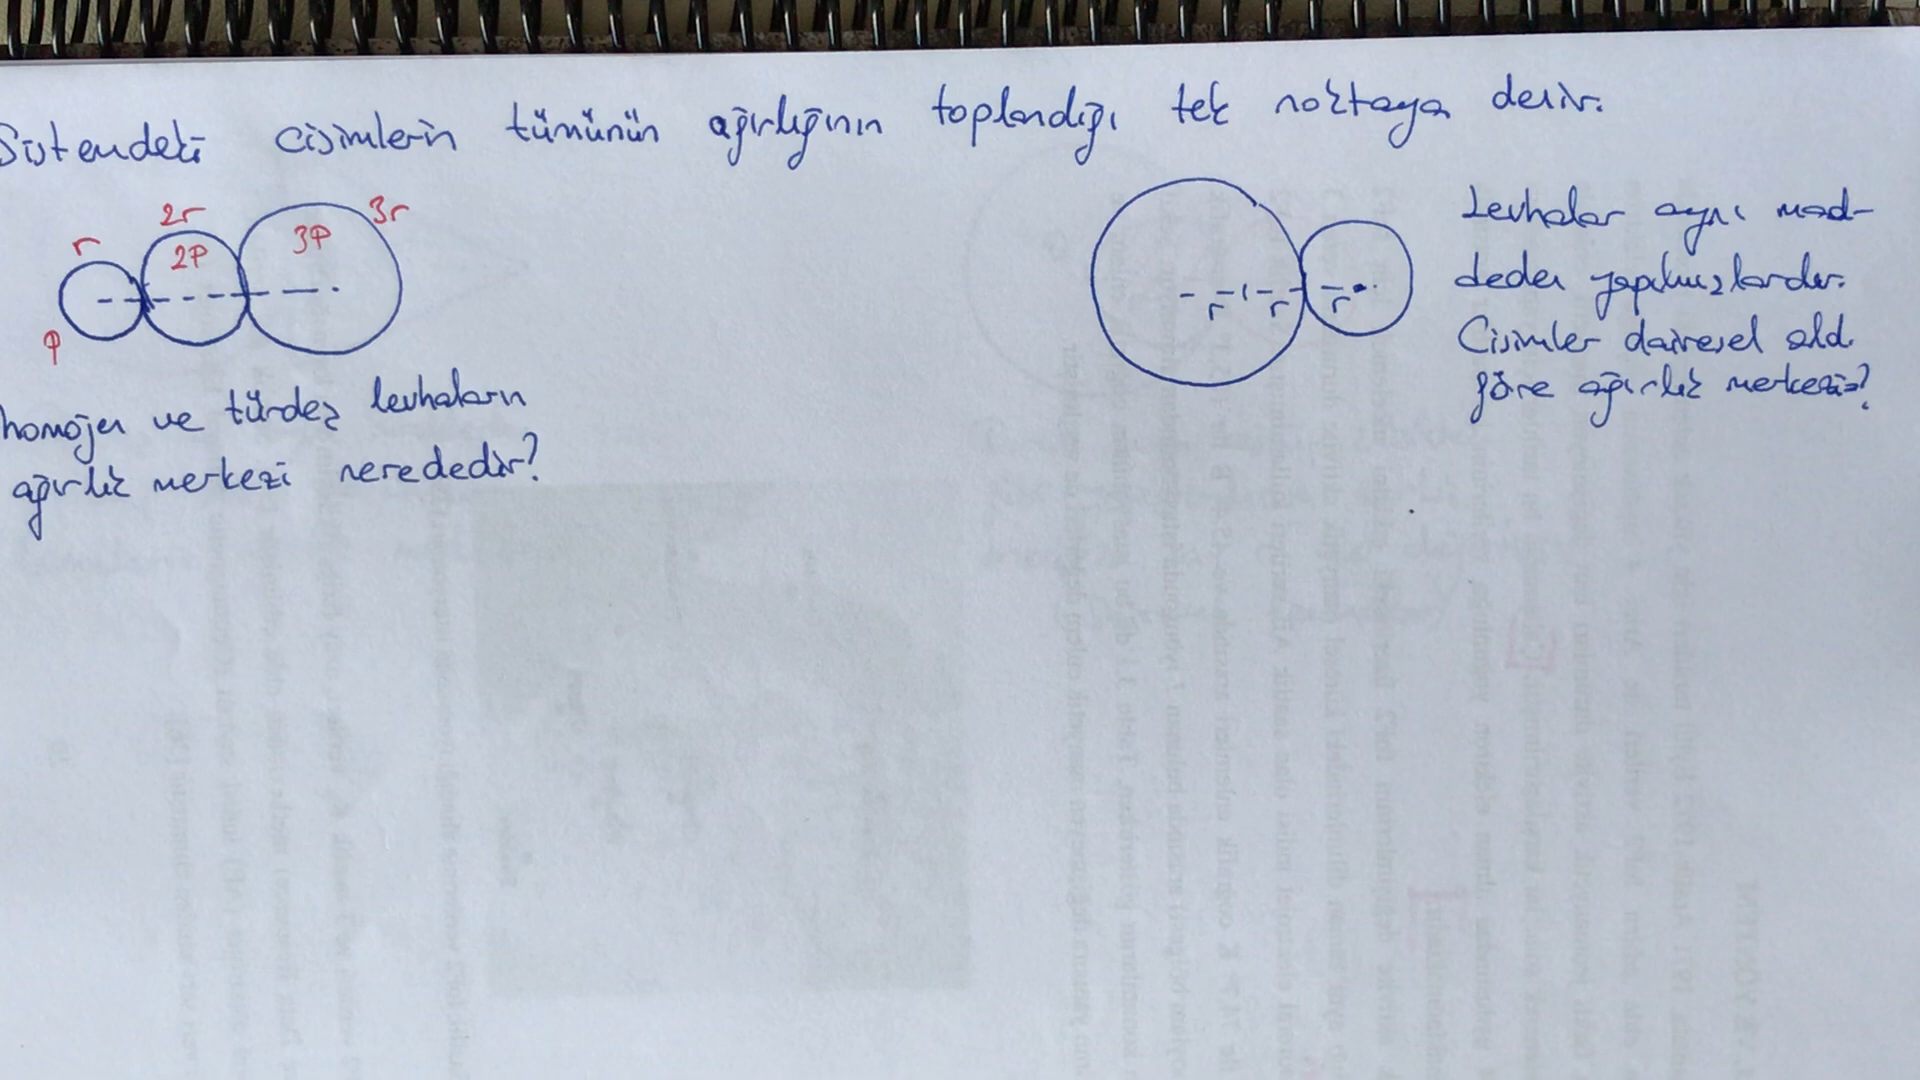 Sistemdeki cisimlerin tümünün ağırlığının toplandığı tek noktaya denir.
r 2r 3r
2P 3P
P
homojen ve türdeş levhaların
ağırlık merkezi nerededir?
r r r
Levhalar aynı mad-
deden yapılmışlardır.
Cisimler dairesel old.
göre ağırlık merkezi=?